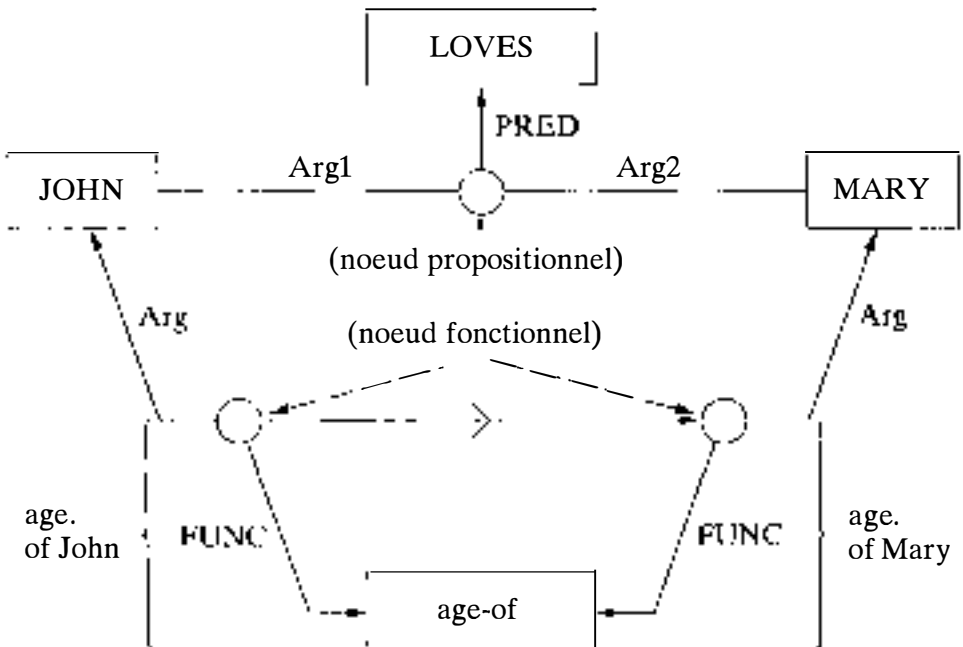 LOVES
PRED
Arg1
Arg2
JOHN
MARY
(noeud propositionnel)
Arg
(noeud fonctionnel)
Arg
>
age.
of John
FUNC
FUNC
age.
of Mary
age-of